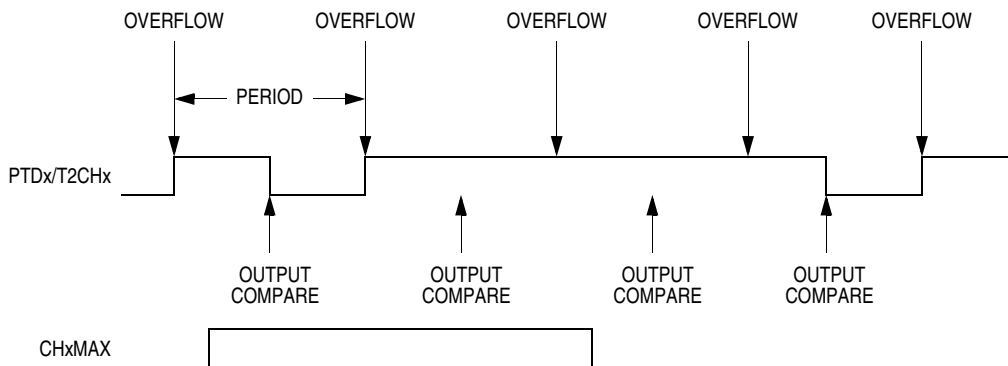 OVERFLOW OVERFLOW OVERFLOW OVERFLOW OVERFLOW
PERIOD
PTDx/T2CHx
OUTPUT COMPARE
OUTPUT COMPARE
OUTPUT COMPARE
OUTPUT COMPARE
CHxMAX